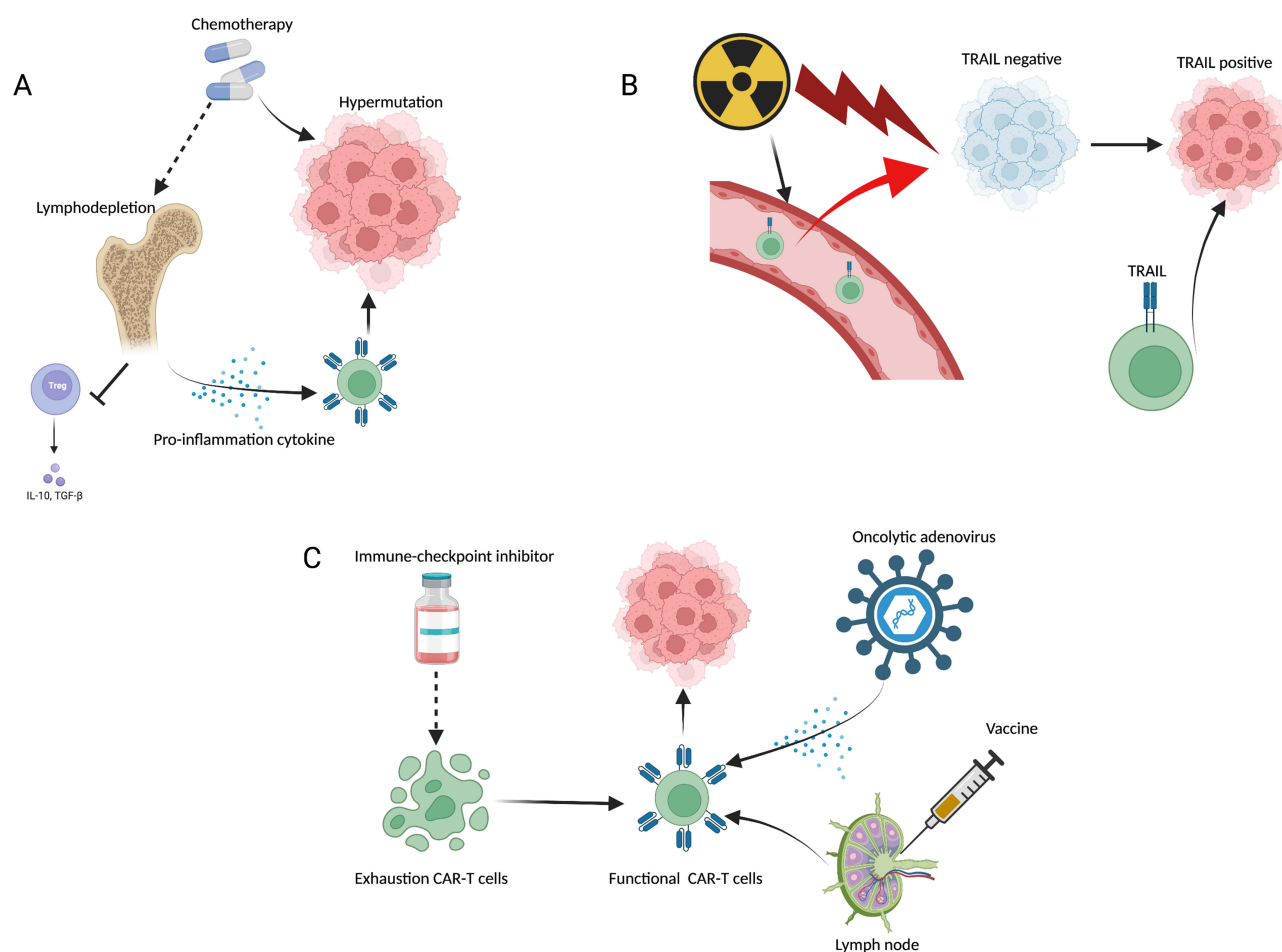 A
Chemotherapy
Hypermutation
Lymphodepletion
Treg
Pro-inflammation cytokine
IL-10, TGF-β
B
TRAIL negative
TRAIL positive
TRAIL
C
Immune-checkpoint inhibitor
Oncolytic adenovirus
Vaccine
Exhaustion CAR-T cells
Functional CAR-T cells
Lymph node